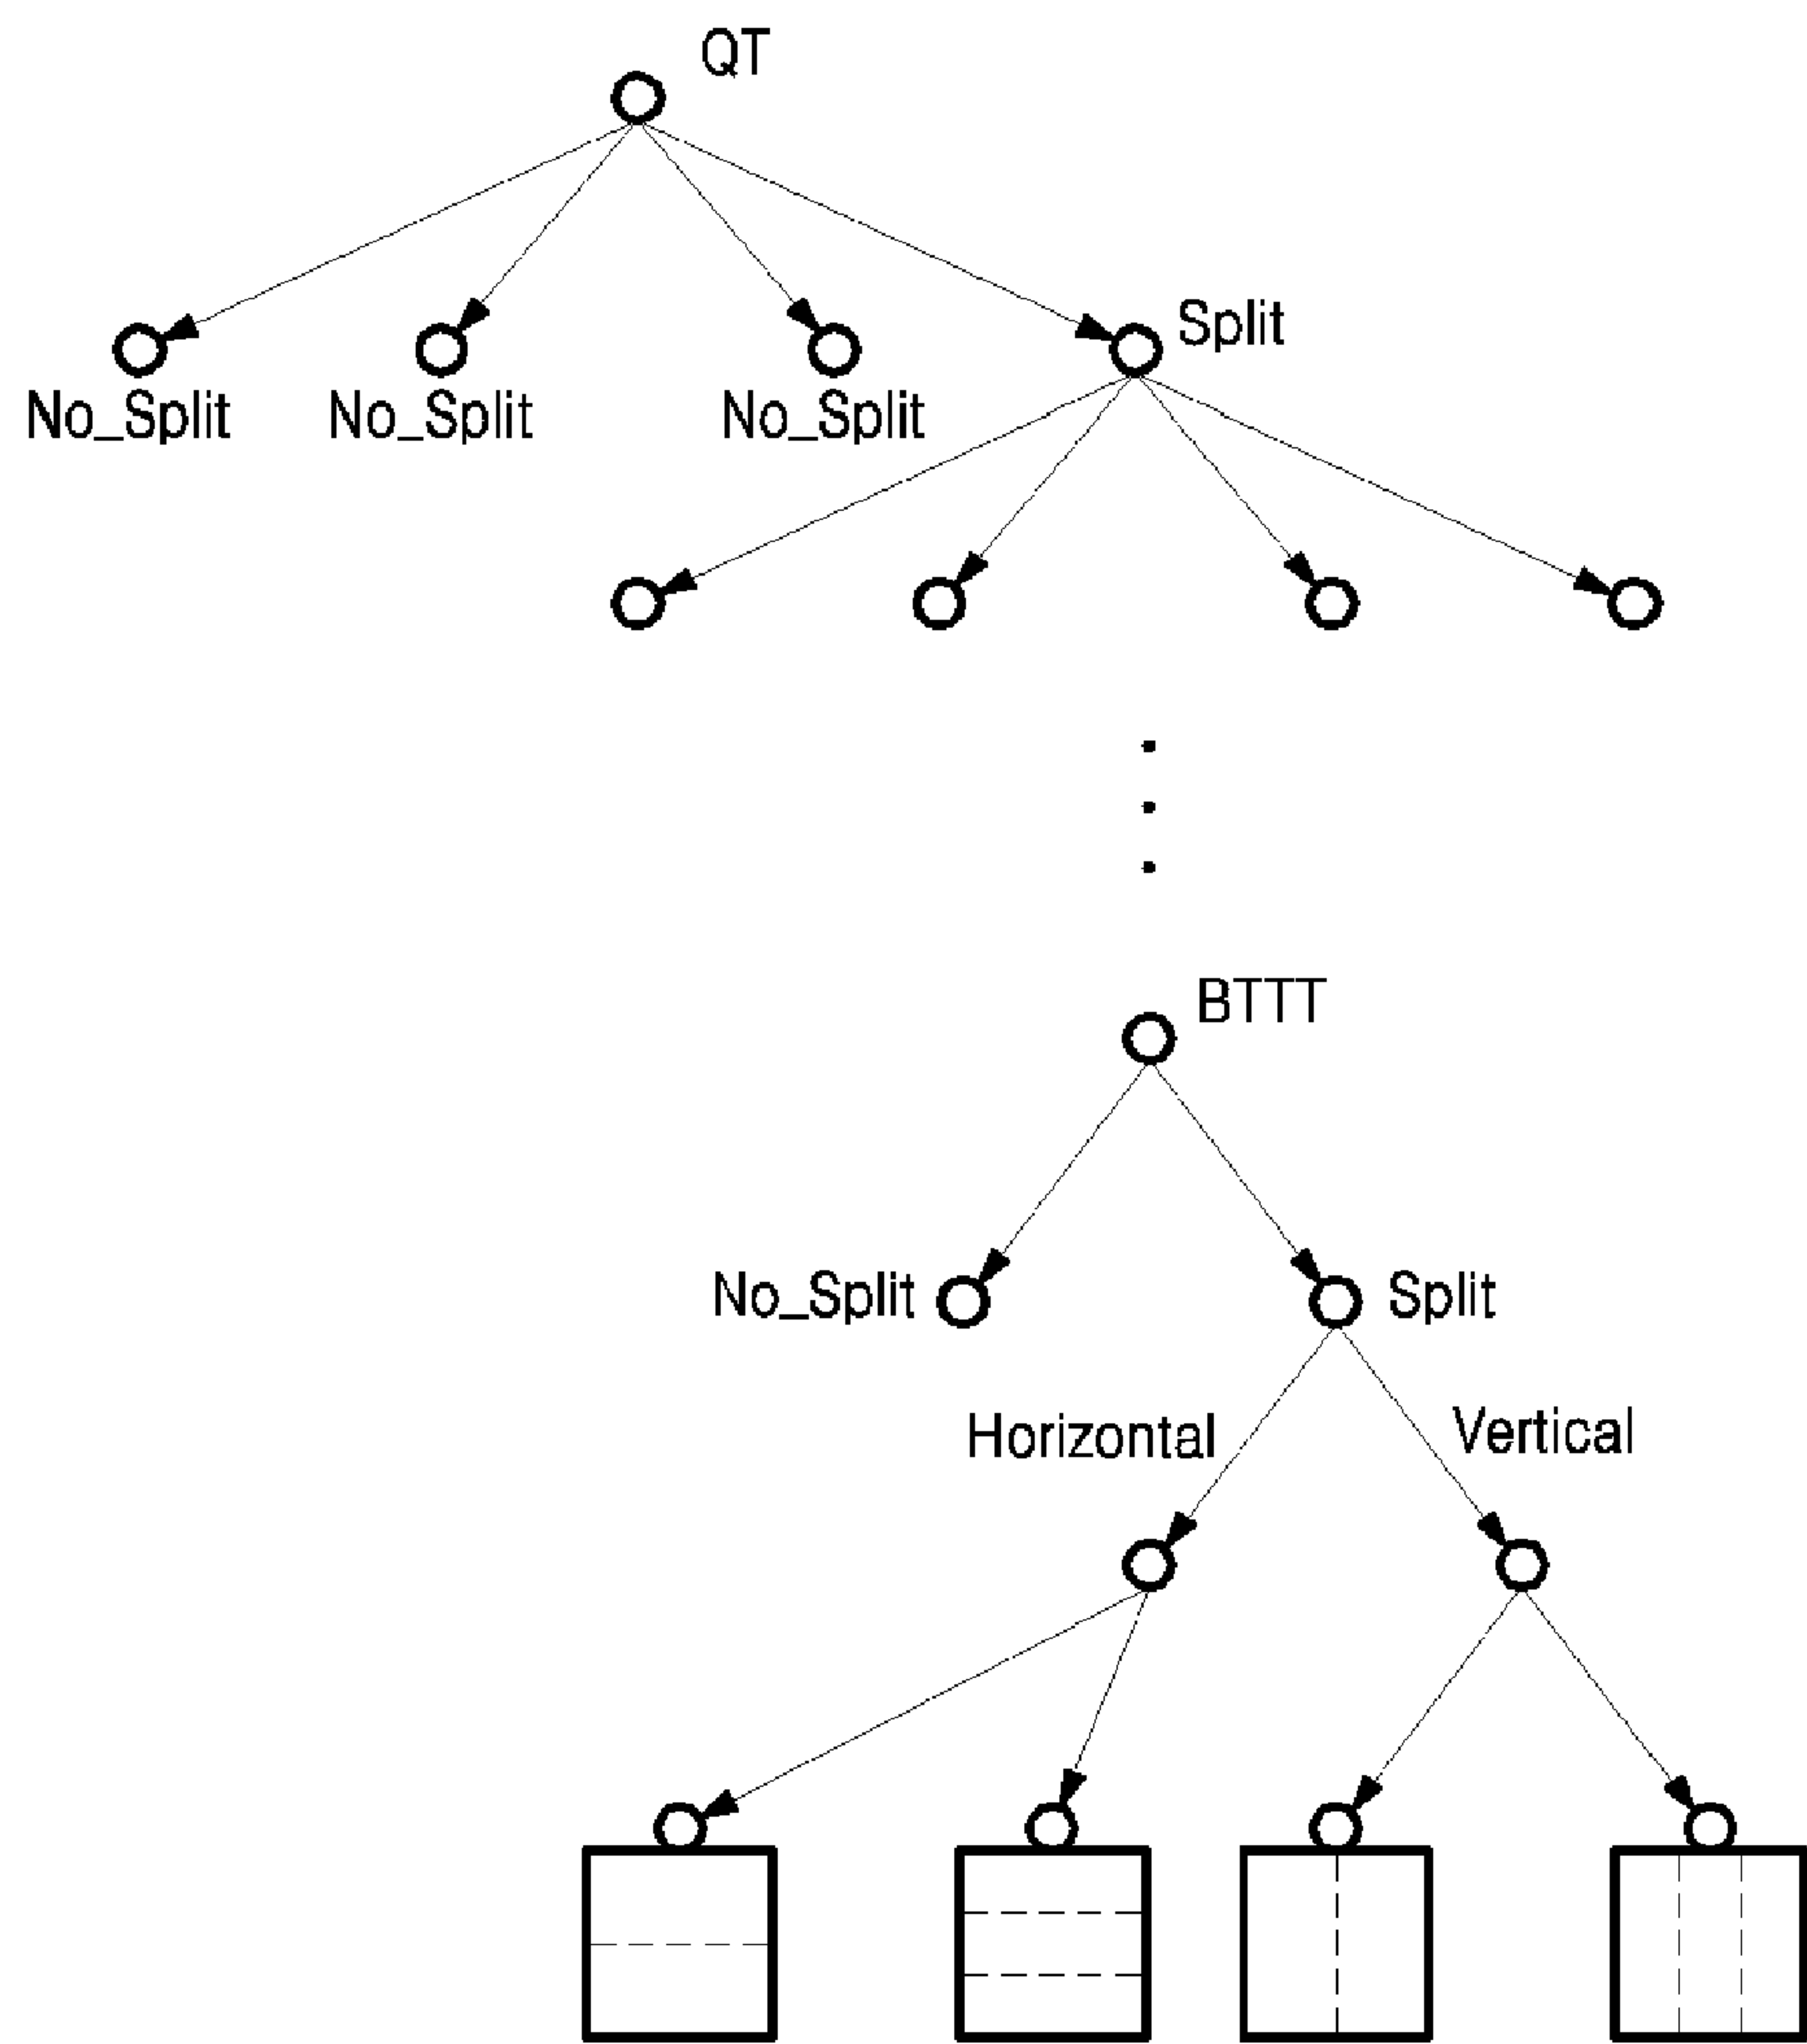 QT
Split
No_Split
No_Split
No_Split
BTTT
No_Split
Split
Horizontal
Vertical